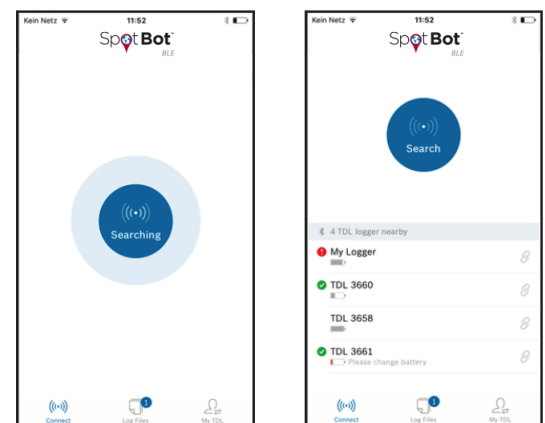 Kein Netz 11:52
SpotBot
BLE
Searching
1
Connect Log Files My TDL
Kein Netz 11:52
SpotBot
BLE
Search
4 TDL logger nearby
My Logger
TDL 3660
TDL 3658
TDL 3661
Please change battery
1
Connect Log Files My TDL